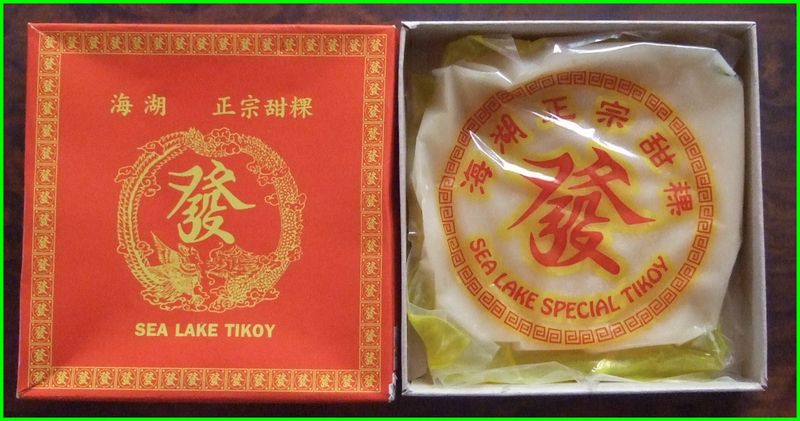 海湖 正宗甜粿
發
SEA LAKE TIKOY
海湖正宗甜粿
發
SEA LAKE SPECIAL TIKOY